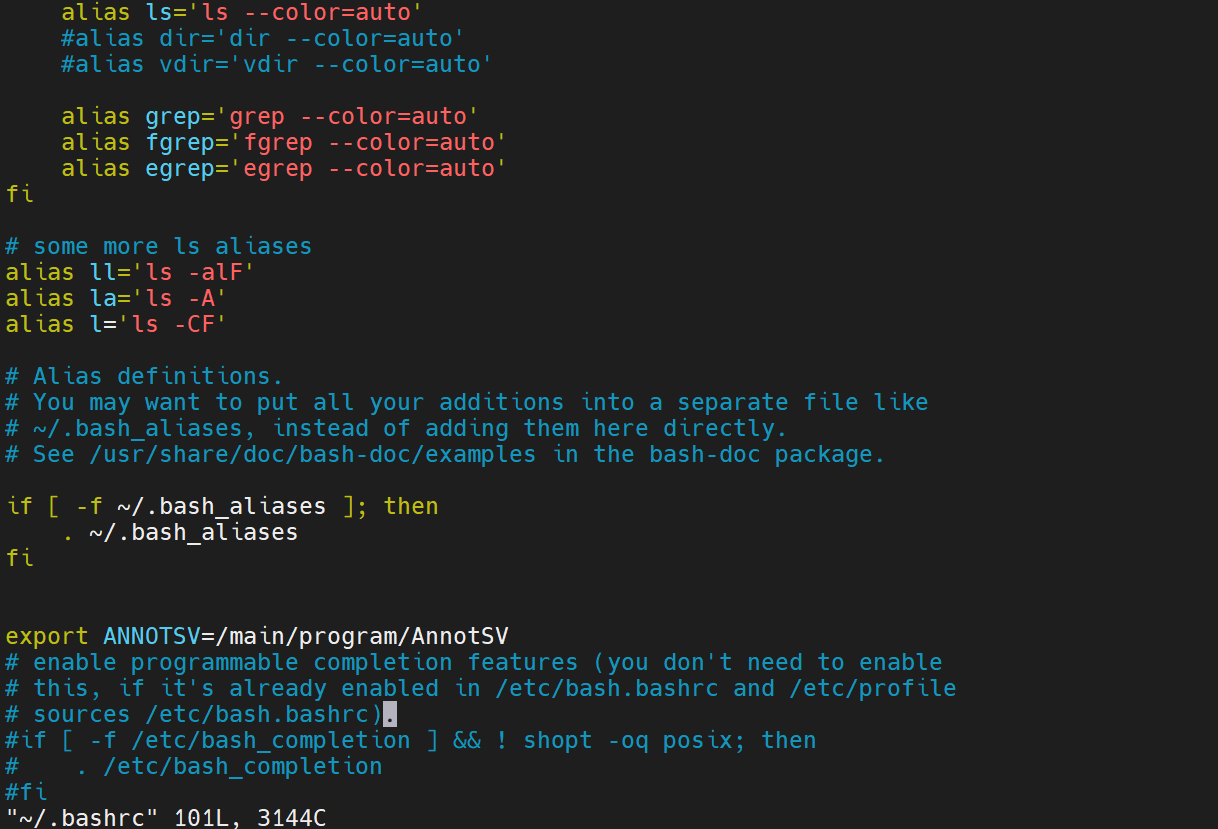 alias ls='ls --color=auto'
    #alias dir='dir --color=auto'
    #alias vdir='vdir --color=auto'

    alias grep='grep --color=auto'
    alias fgrep='fgrep --color=auto'
    alias egrep='egrep --color=auto'
fi

# some more ls aliases
alias ll='ls -alF'
alias la='ls -A'
alias l='ls -CF'

# Alias definitions.
# You may want to put all your additions into a separate file like
# ~/.bash_aliases, instead of adding them here directly.
# See /usr/share/doc/bash-doc/examples in the bash-doc package.

if [ -f ~/.bash_aliases ]; then
    . ~/.bash_aliases
fi


export ANNOTSV=/main/program/AnnotSV
# enable programmable completion features (you don't need to enable
# this, if it's already enabled in /etc/bash.bashrc and /etc/profile
# sources /etc/bash.bashrc).
#if [ -f /etc/bash_completion ] && ! shopt -oq posix; then
#    . /etc/bash_completion
#fi
"~/.bashrc" 101L, 3144C